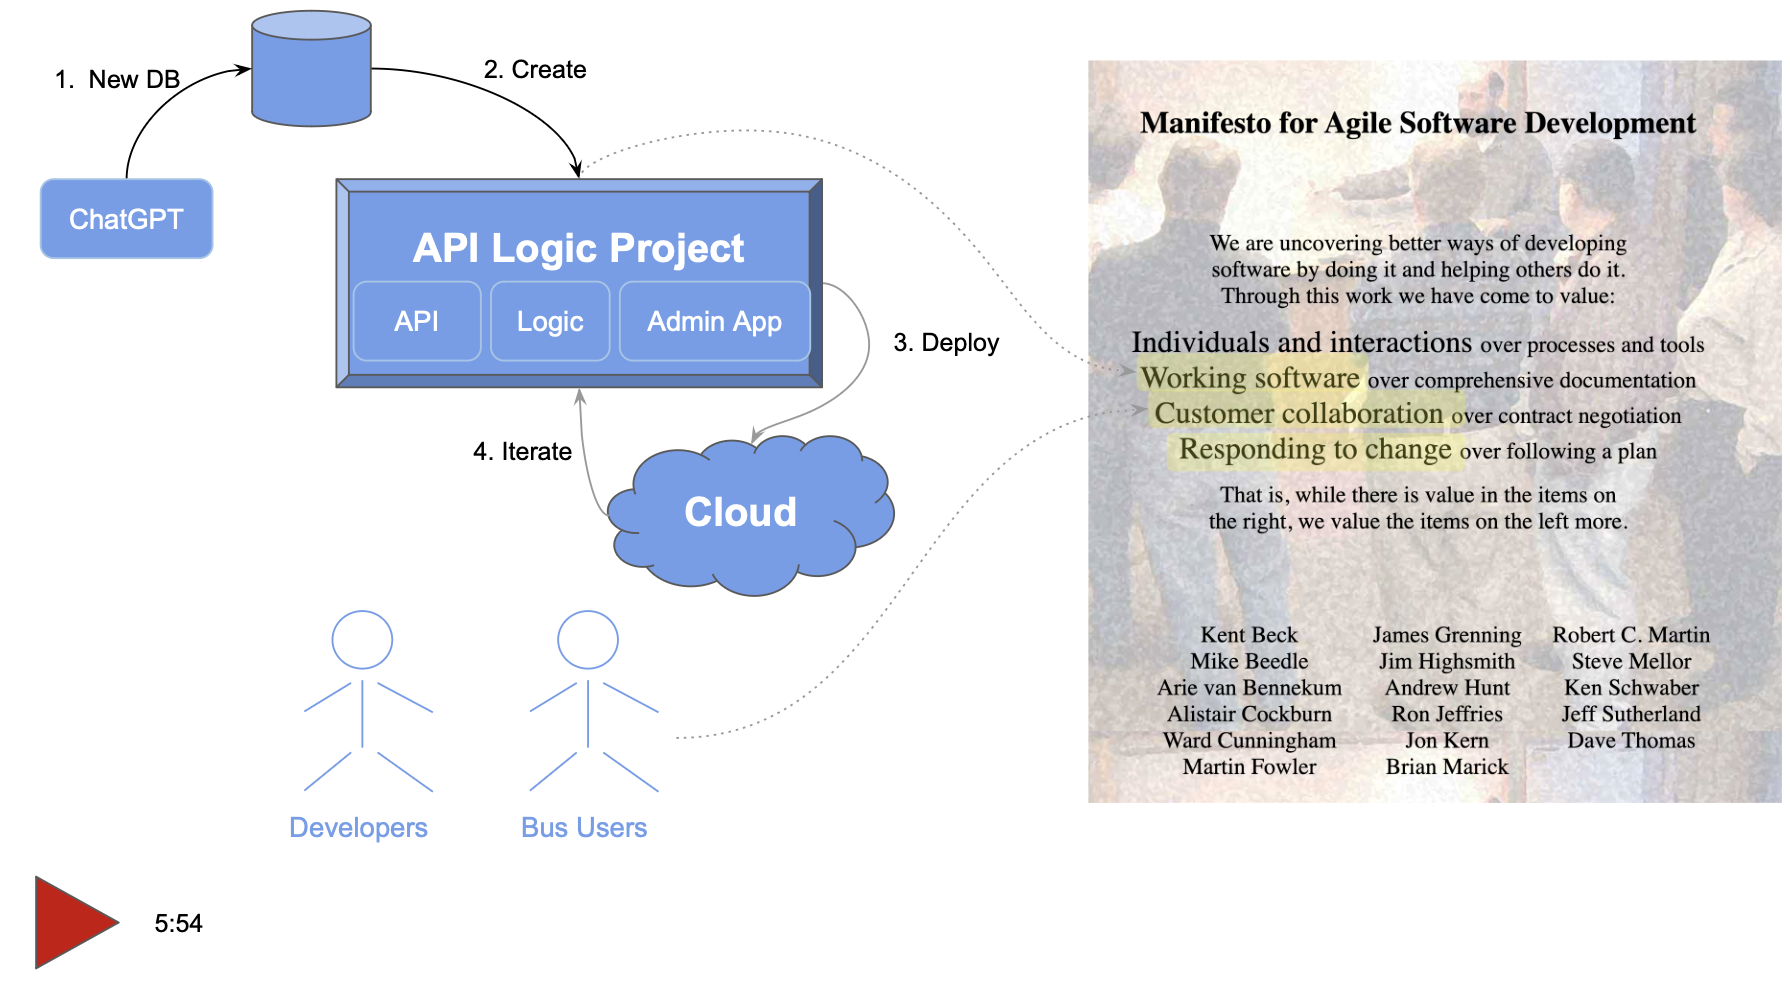 1. New DB
2. Create
ChatGPT
API Logic Project
API
Logic
Admin App
3. Deploy
4. Iterate
Cloud
Developers
Bus Users
5:54
Manifesto for Agile Software Development
We are uncovering better ways of developing
software by doing it and helping others do it.
Through this work we have come to value:
Individuals and interactions over processes and tools
Working software over comprehensive documentation
Customer collaboration over contract negotiation
Responding to change over following a plan
That is, while there is value in the items on
the right, we value the items on the left more.
Kent Beck
Mike Beedle
Arie van Bennekum
Alistair Cockburn
Ward Cunningham
Martin Fowler
James Grenning
Jim Highsmith
Andrew Hunt
Ron Jeffries
Jon Kern
Brian Marick
Robert C. Martin
Steve Mellor
Ken Schwaber
Jeff Sutherland
Dave Thomas